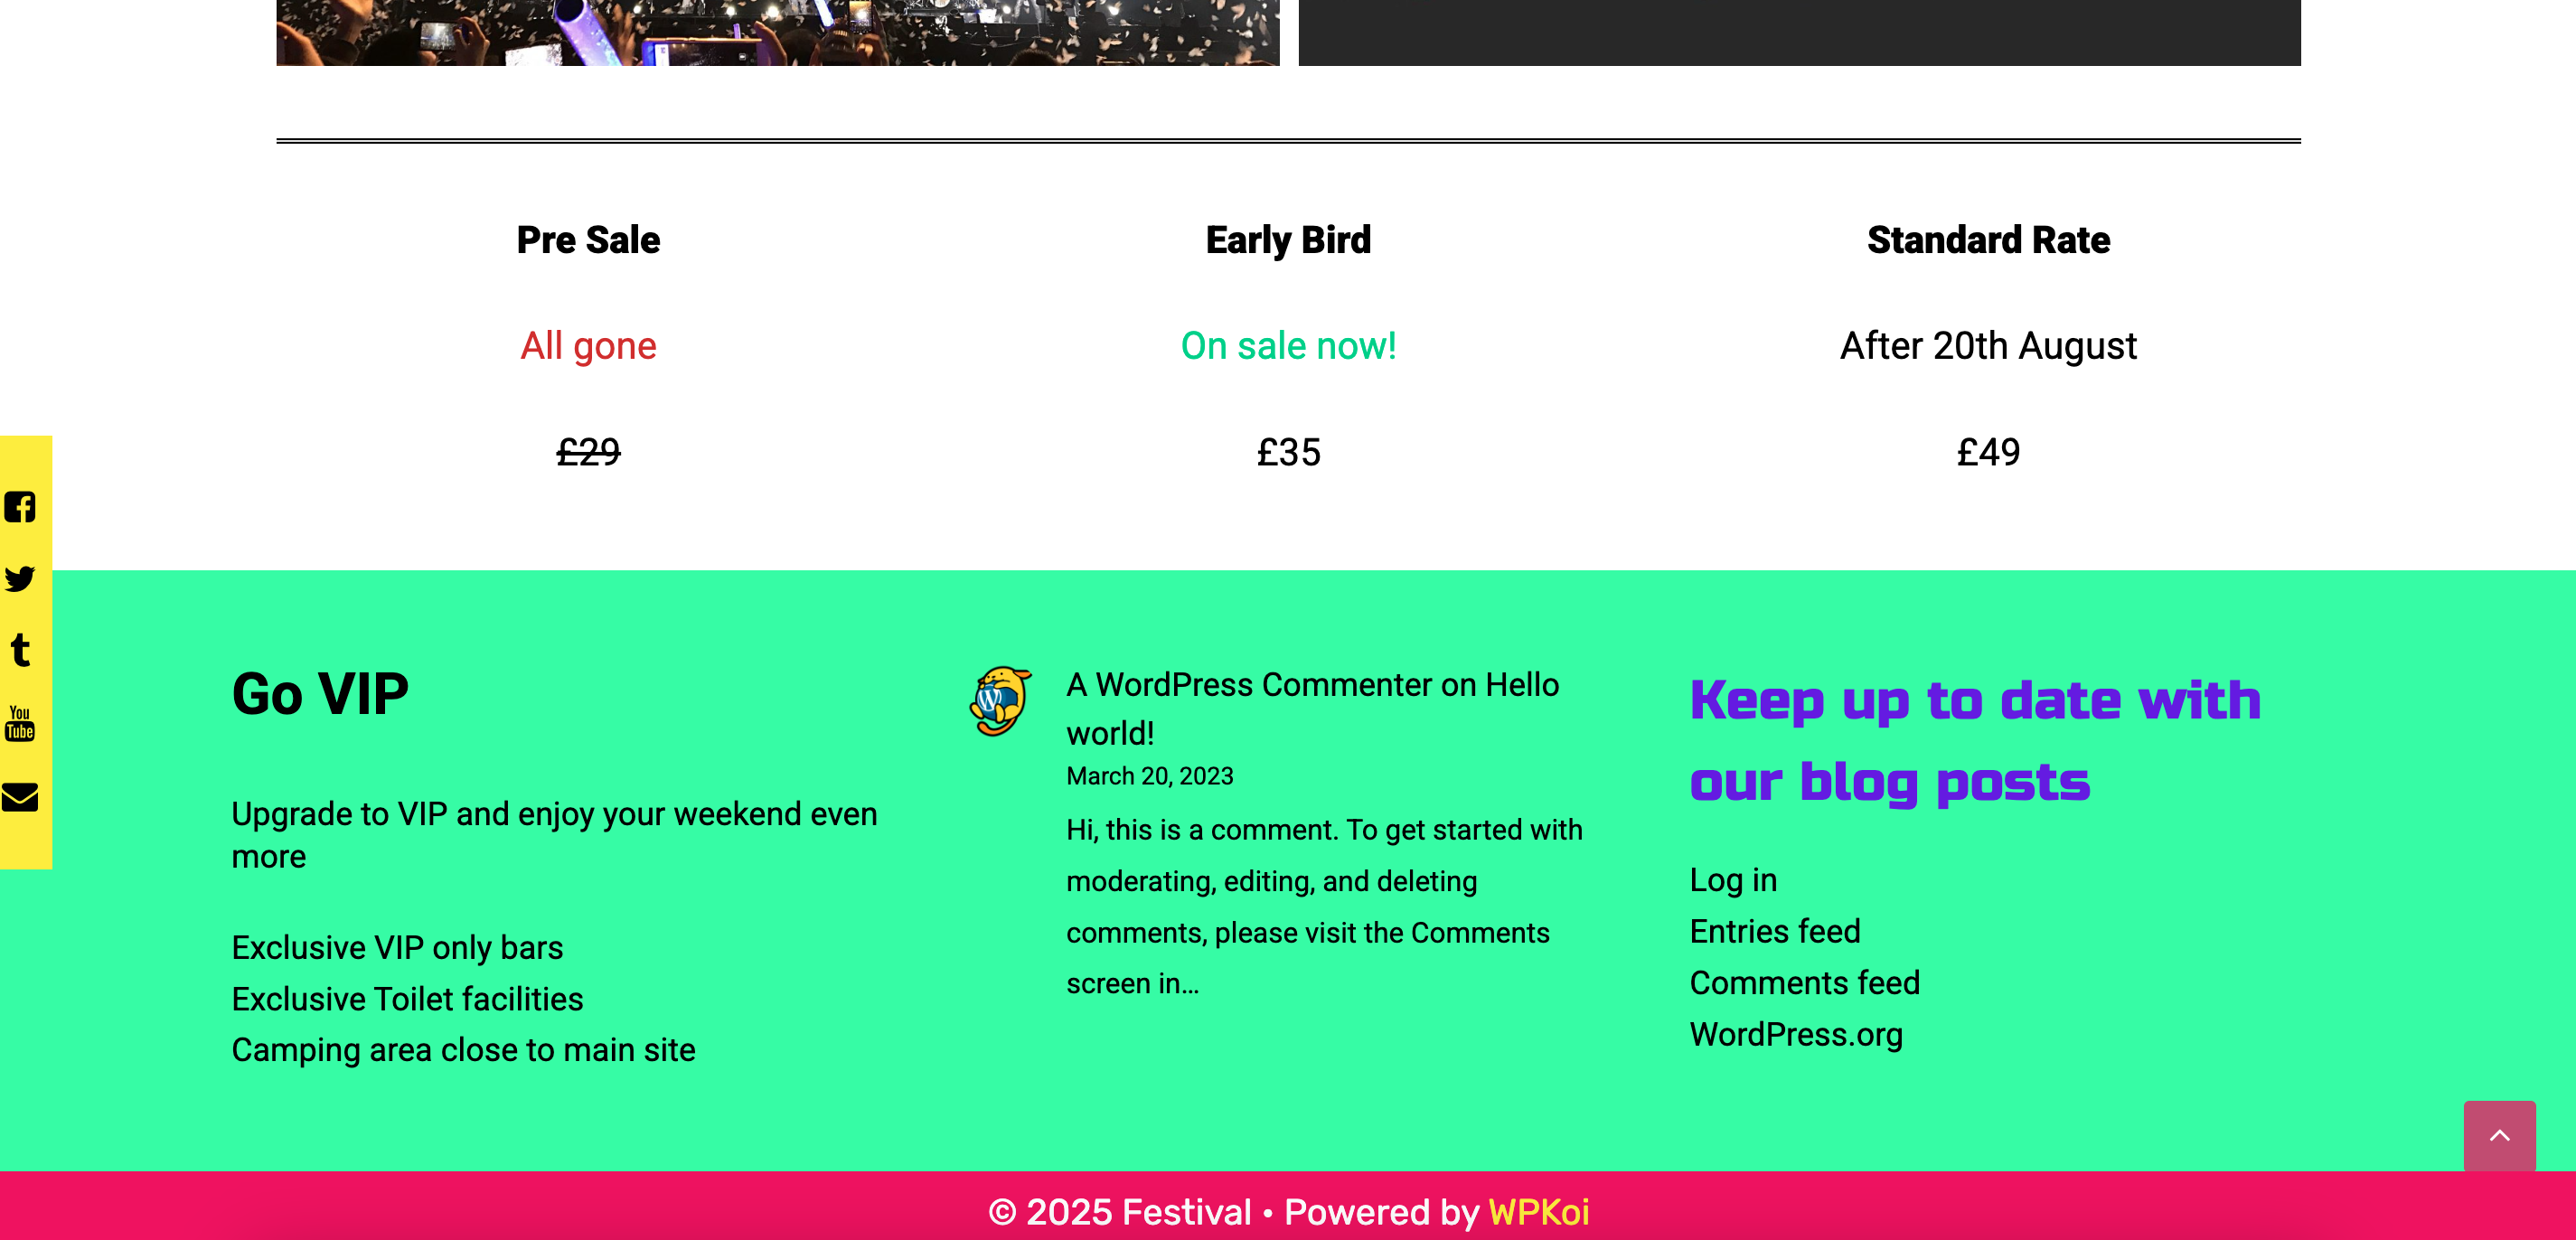 Pre Sale
Early Bird
Standard Rate
All gone
On sale now!
After 20th August
£29
£35
£49
You
Tube
Go VIP
Upgrade to VIP and enjoy your weekend even
more
Exclusive VIP only bars
Exclusive Toilet facilities
Camping area close to main site
A WordPress Commenter on Hello
world!
March 20, 2023
Hi, this is a comment. To get started with
moderating, editing, and deleting
comments, please visit the Comments
screen in…
Keep up to date with
our blog posts
Log in
Entries feed
Comments feed
WordPress.org
© 2025 Festival • Powered by WPKoi